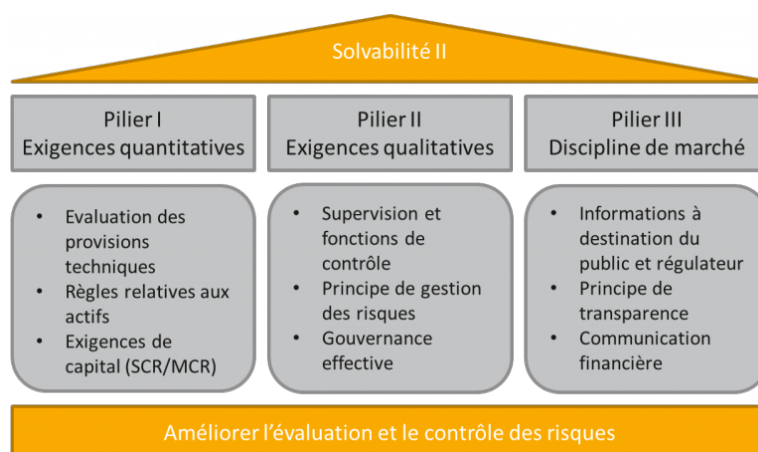 Solvabilité II
Pilier I
Exigences quantitatives
Pilier II
Exigences qualitatives
Pilier III
Discipline de marché
• Evaluation des
provisions
techniques
• Règles relatives aux
actifs
• Exigences de
capital (SCR/MCR)
• Supervision et
fonctions de
contrôle
• Principe de gestion
des risques
• Gouvernance
effective
• Informations à
destination du
public et régulateur
• Principe de
transparence
• Communication
financière
Améliorer l’évaluation et le contrôle des risques